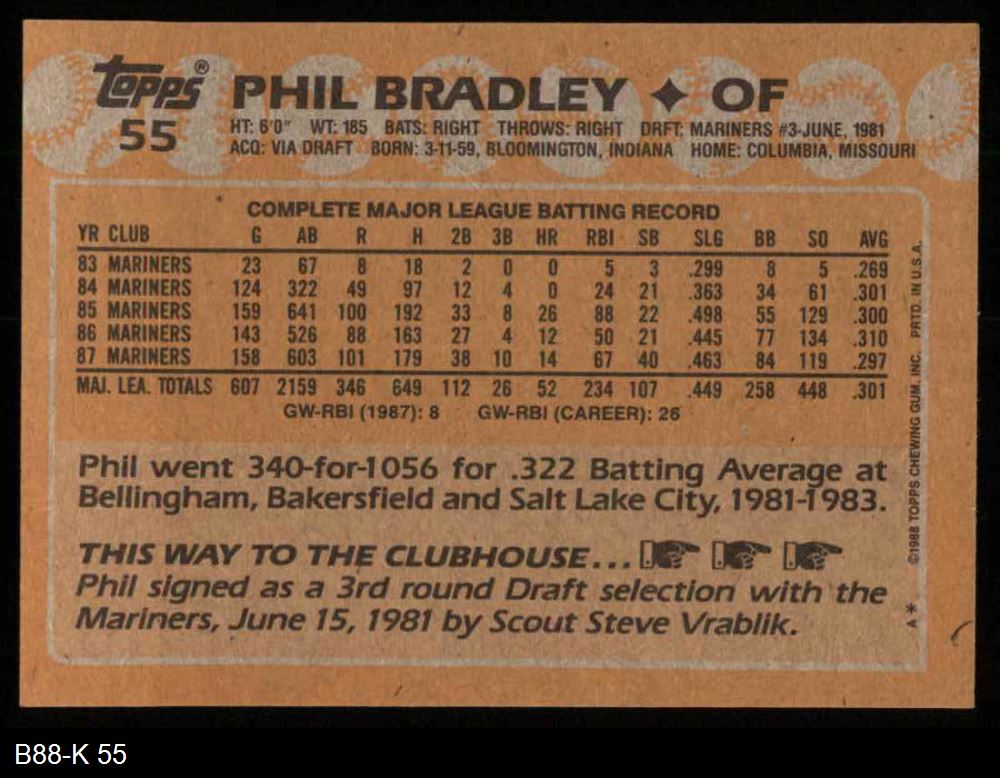 Topps® PHIL BRADLEY ✦ OF
55 HT: 6'0" WT: 185 BATS: RIGHT THROWS: RIGHT DRFT: MARINERS #3-JUNE, 1981
ACQ: VIA DRAFT BORN: 3-11-59, BLOOMINGTON, INDIANA HOME: COLUMBIA, MISSOURI
COMPLETE MAJOR LEAGUE BATTING RECORD
YR CLUB G AB R H 2B 3B HR RBI SB SLG BB SO AVG
83 MARINERS 23 67 8 18 2 0 0 5 3 .299 8 5 .269
84 MARINERS 124 322 49 97 12 4 0 24 21 .363 34 61 .301
85 MARINERS 159 641 100 192 33 8 26 88 22 .498 55 129 .300
86 MARINERS 143 526 88 163 27 4 12 50 21 .445 77 134 .310
87 MARINERS 158 603 101 179 38 10 14 67 40 .463 84 119 .297
MAJ. LEA. TOTALS 607 2159 346 649 112 26 52 234 107 .449 258 448 .301
GW-RBI (1987): 8 GW-RBI (CAREER): 26
Phil went 340-for-1056 for .322 Batting Average at
Bellingham, Bakersfield and Salt Lake City, 1981-1983.
THIS WAY TO THE CLUBHOUSE...
Phil signed as a 3rd round Draft selection with the
Mariners, June 15, 1981 by Scout Steve Vrablik.
A* ©1988 TOPPS CHEWING GUM, INC. PRTD. IN U.S.A.
B88-K 55